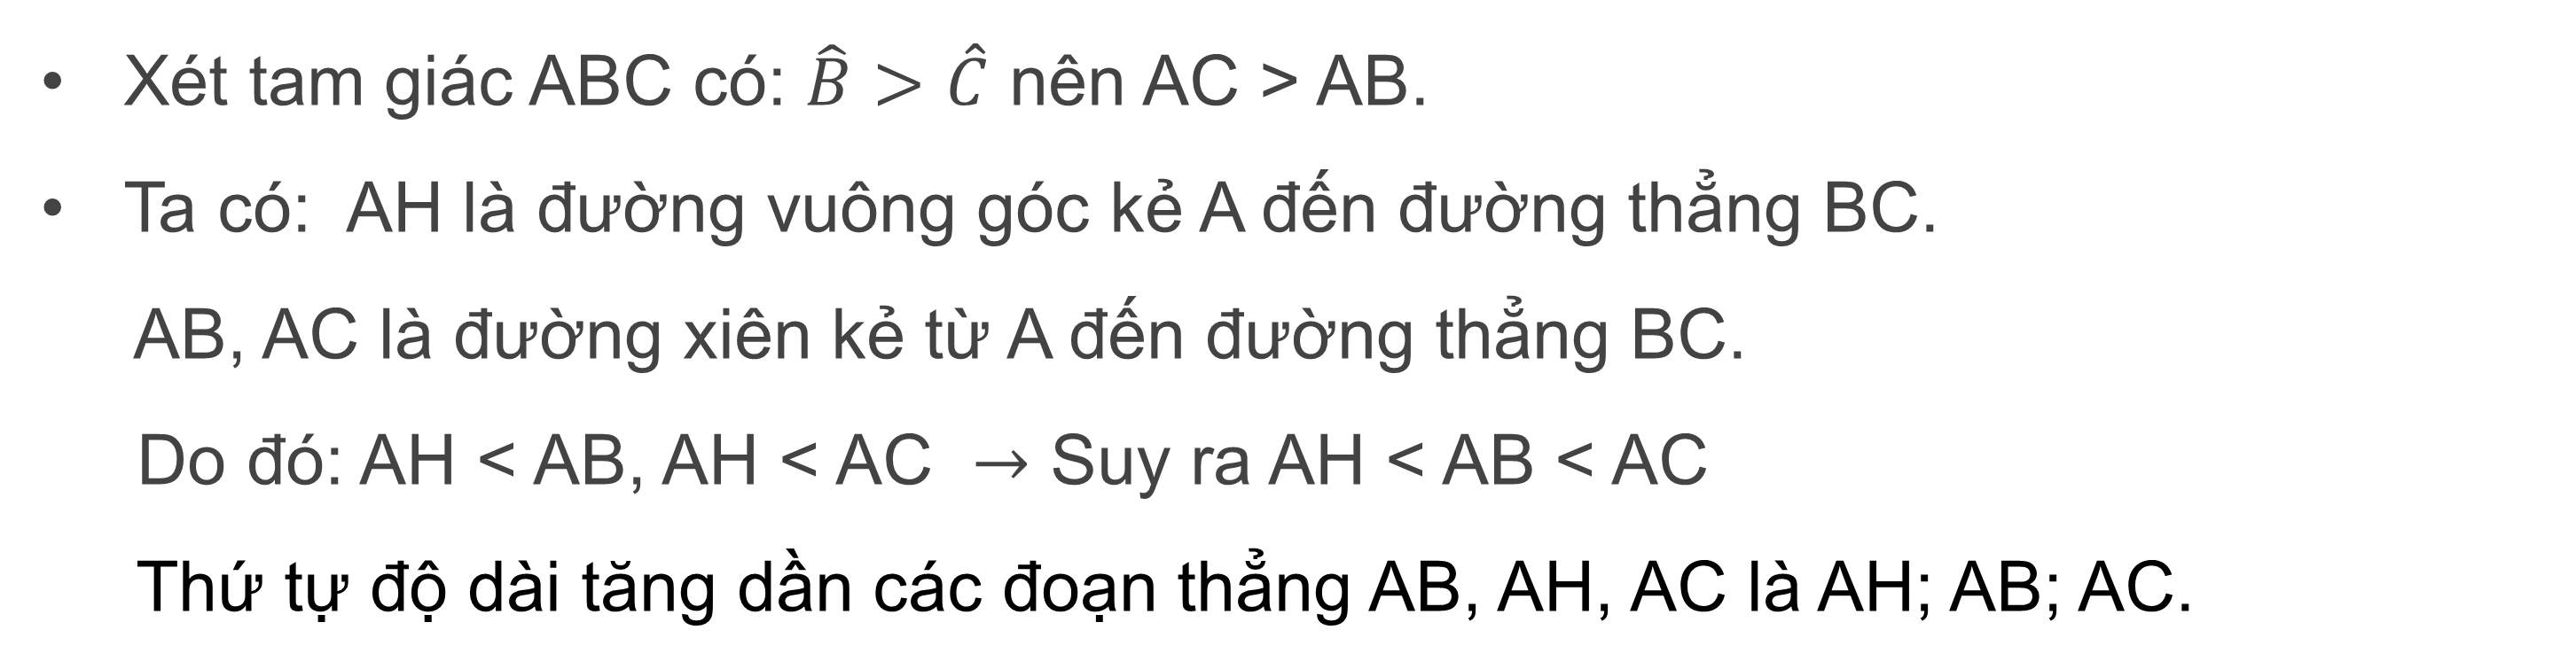 • Xét tam giác ABC có: B̂ > Ĉ nên AC > AB.
• Ta có: AH là đường vuông góc kẻ A đến đường thẳng BC.
AB, AC là đường xiên kẻ từ A đến đường thẳng BC.
Do đó: AH < AB, AH < AC → Suy ra AH < AB < AC
Thứ tự độ dài tăng dần các đoạn thẳng AB, AH, AC là AH; AB; AC.